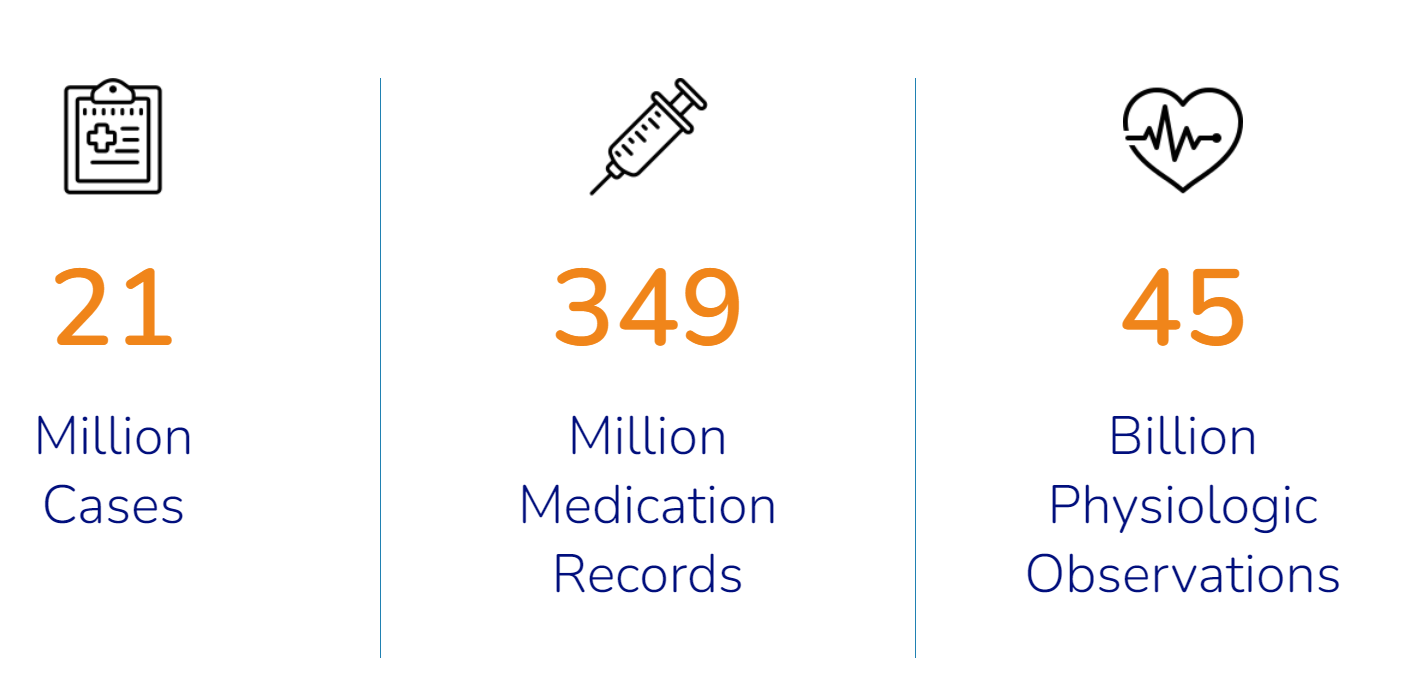 21
Million
Cases
349
Million
Medication
Records
45
Billion
Physiologic
Observations